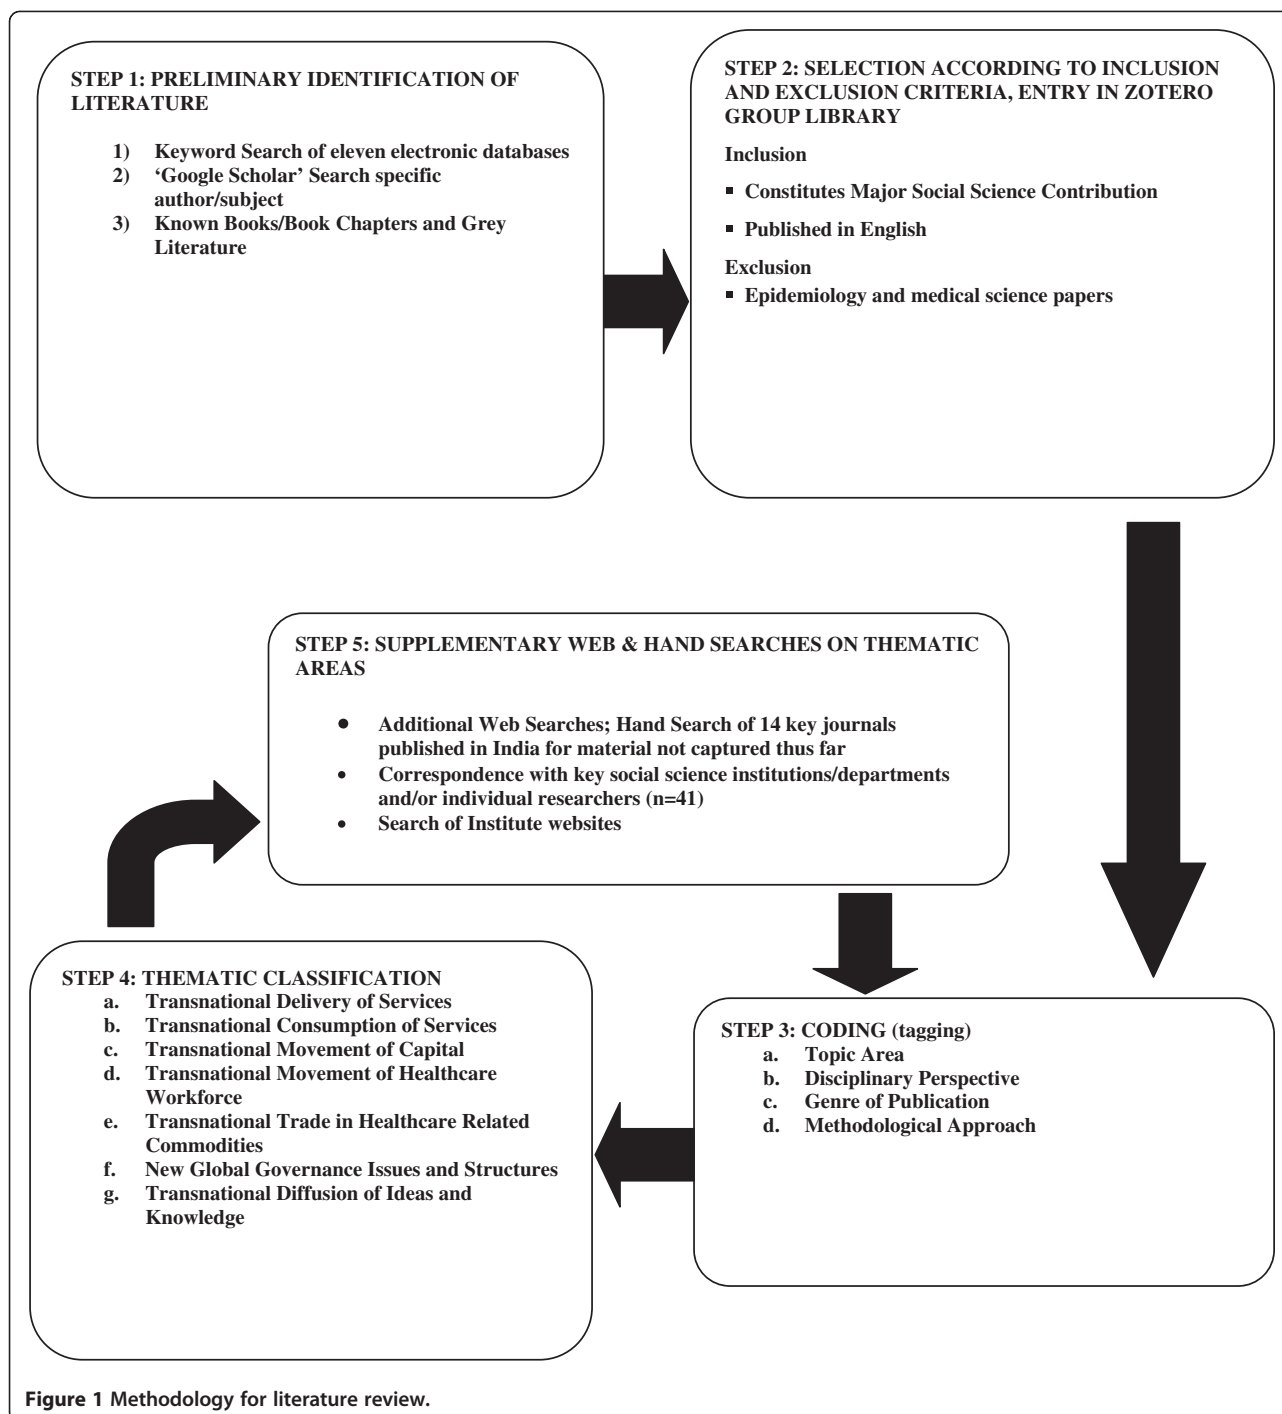 STEP 1: PRELIMINARY IDENTIFICATION OF
LITERATURE
1) Keyword Search of eleven electronic databases
2) ‘Google Scholar’ Search specific
author/subject
3) Known Books/Book Chapters and Grey
Literature
STEP 2: SELECTION ACCORDING TO INCLUSION
AND EXCLUSION CRITERIA, ENTRY IN ZOTERO
GROUP LIBRARY
Inclusion
▪ Constitutes Major Social Science Contribution
▪ Published in English
Exclusion
▪ Epidemiology and medical science papers
STEP 5: SUPPLEMENTARY WEB & HAND SEARCHES ON THEMATIC
AREAS
• Additional Web Searches; Hand Search of 14 key journals
published in India for material not captured thus far
• Correspondence with key social science institutions/departments
and/or individual researchers (n=41)
• Search of Institute websites
STEP 4: THEMATIC CLASSIFICATION
a. Transnational Delivery of Services
b. Transnational Consumption of Services
c. Transnational Movement of Capital
d. Transnational Movement of Healthcare
Workforce
e. Transnational Trade in Healthcare Related
Commodities
f. New Global Governance Issues and Structures
g. Transnational Diffusion of Ideas and
Knowledge
STEP 3: CODING (tagging)
a. Topic Area
b. Disciplinary Perspective
c. Genre of Publication
d. Methodological Approach
Figure 1 Methodology for literature review.